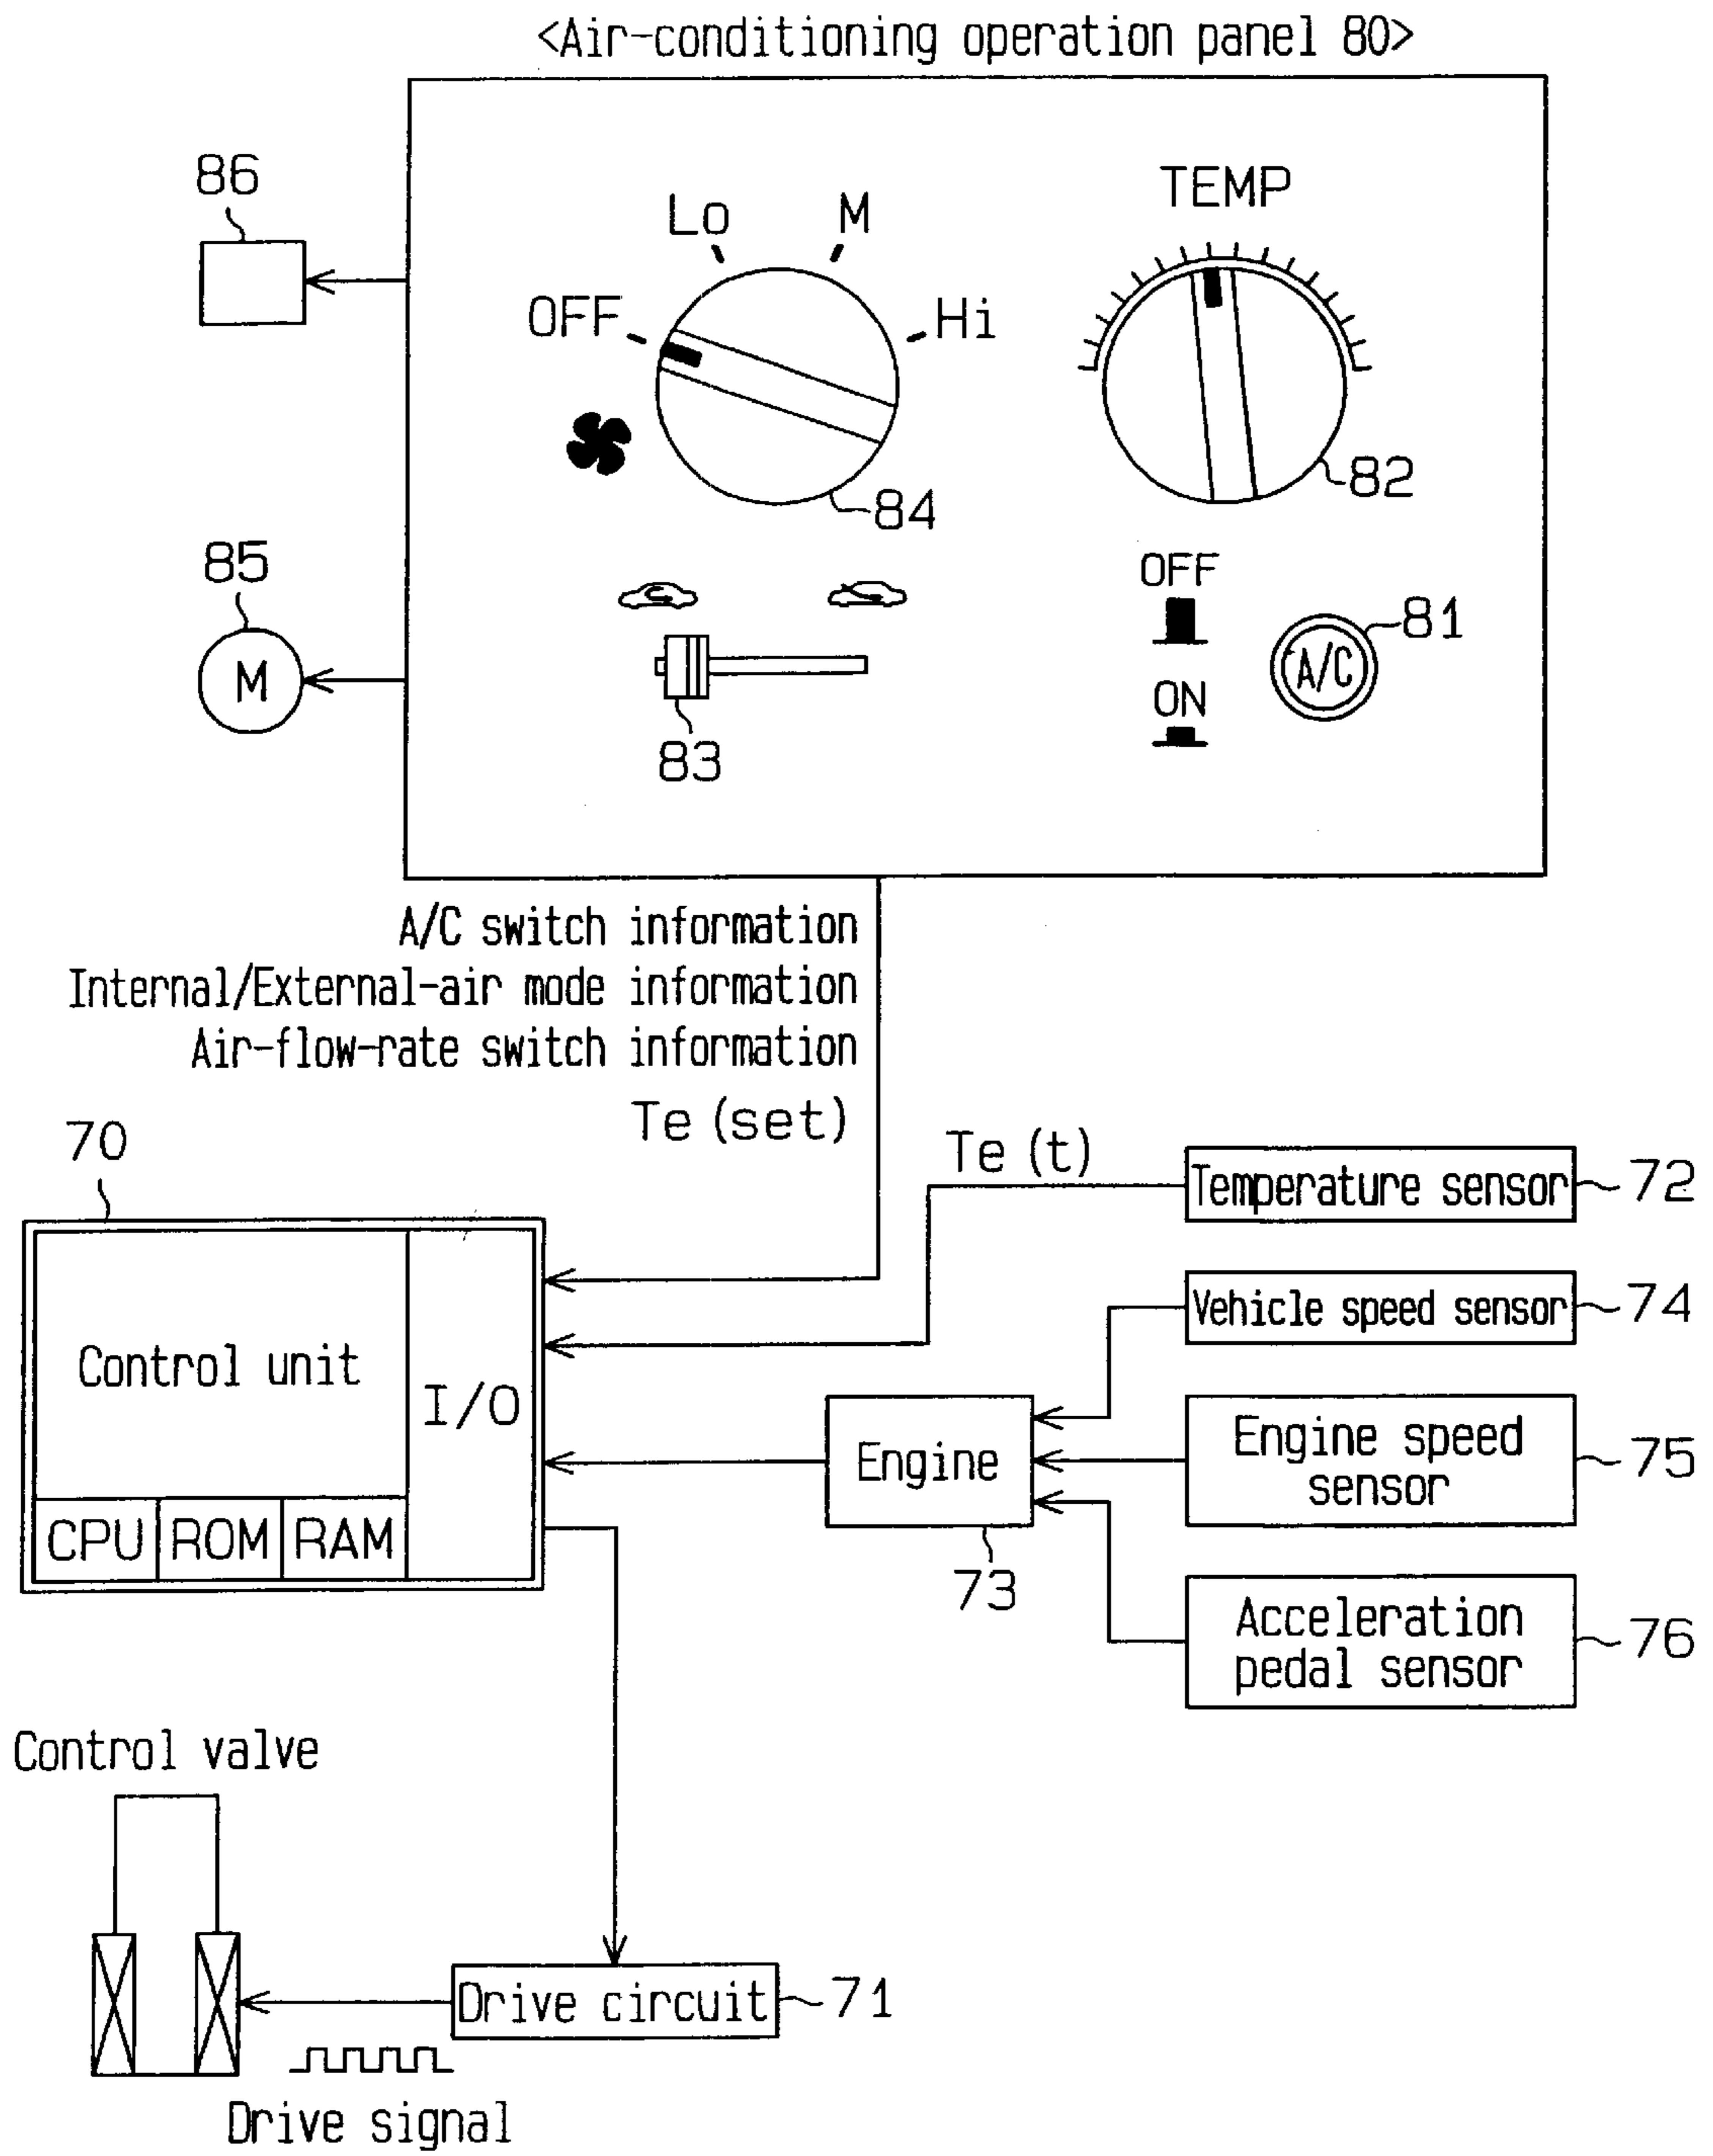 <Air-conditioning operation panel 80>
86
Lo
M
TEMP
OFF
Hi
82
84
85
M
OFF
81
A/C
ON
83
A/C switch information
Internal/External-air mode information
Air-flow-rate switch information
Te (set)
70
Te (t)
Temperature sensor
72
Vehicle speed sensor
74
Control unit
I/O
Engine
73
Engine speed
sensor
75
CPU
ROM
RAM
Acceleration
pedal sensor
76
Control valve
Drive circuit
71
Drive signal